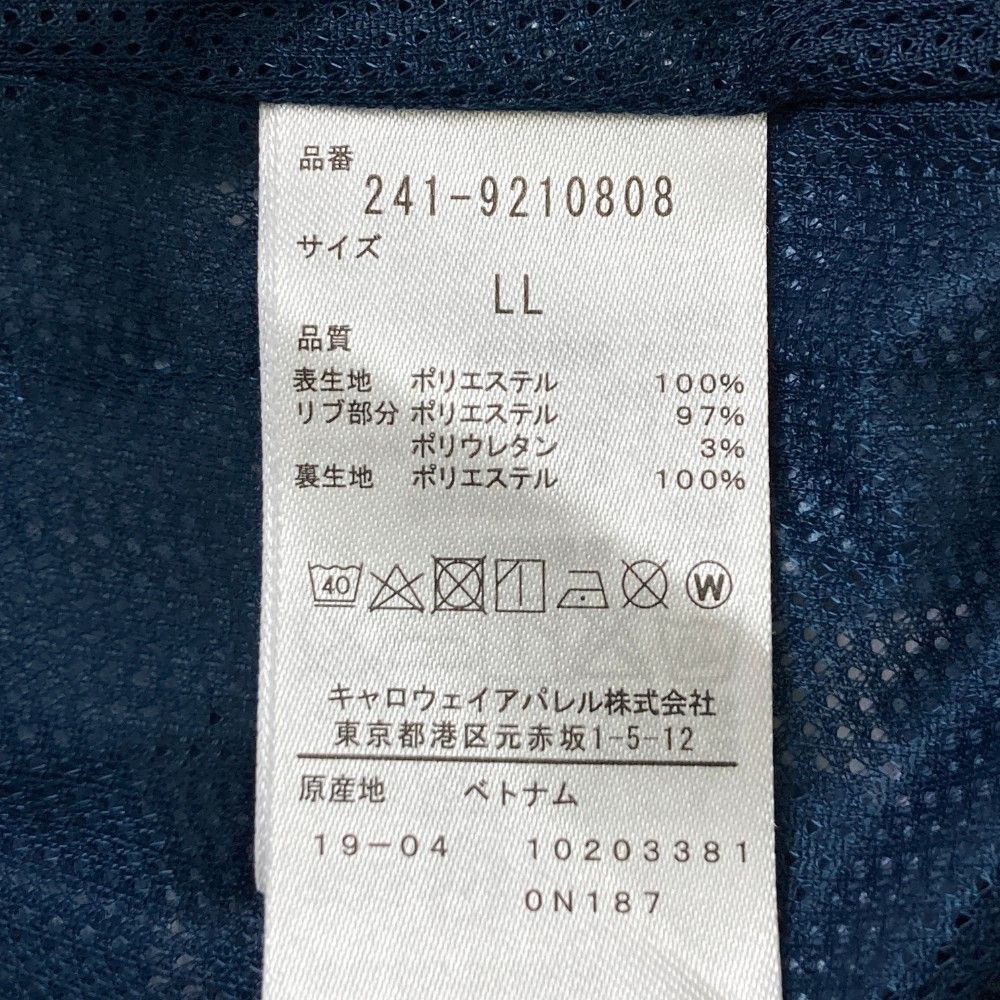 品番
241-9210808
サイズ
LL
品質
表生地 ポリエステル 100%
リブ部分 ポリエステル 97%
ポリウレタン 3%
裏生地 ポリエステル 100%
40 W
キャロウェイアパレル株式会社
東京都港区元赤坂1-5-12
原産地 ベトナム
19-04 10203381
0N187